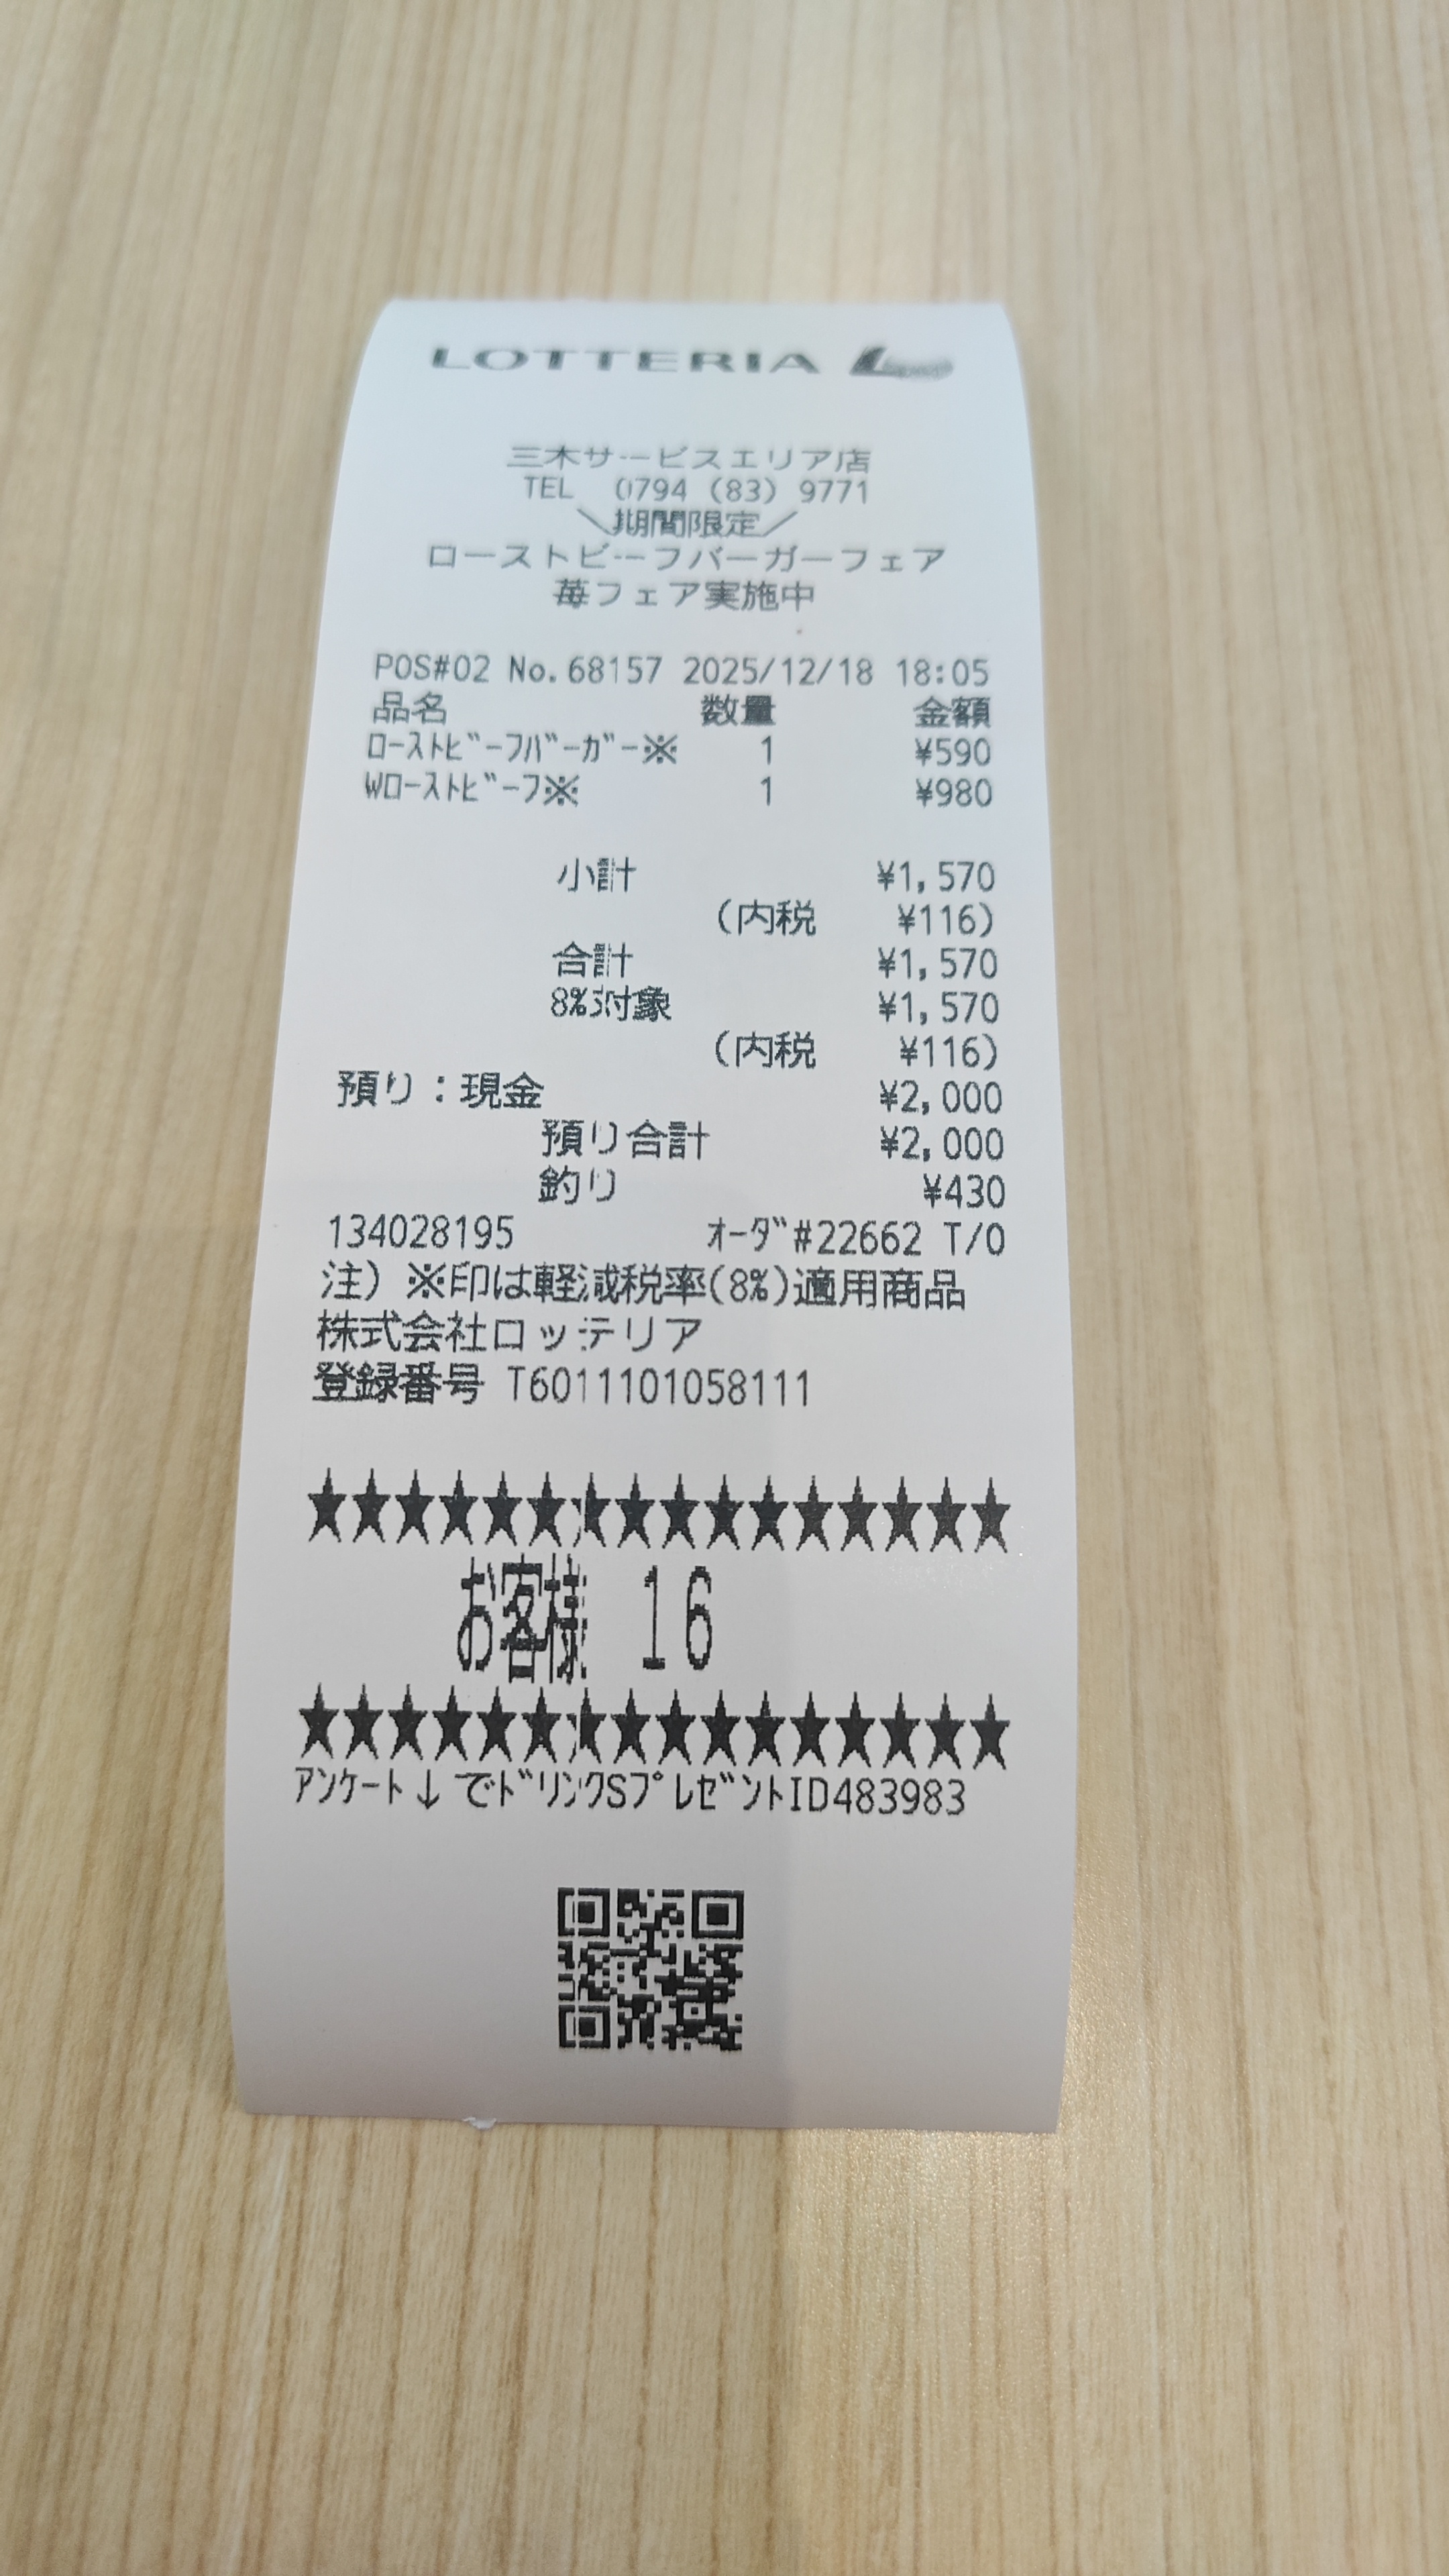 LOTTERIA
三木サービスエリア店
TEL 0794 (83) 9771
＼期間限定／
ローストビーフバーガーフェア
苺フェア実施中
POS#02 No.68157 2025/12/18 18:05
品名 数量 金額
ﾛｰｽﾄﾋﾞｰﾌﾊﾞｰｶﾞｰ※ 1 ¥590
Wﾛｰｽﾄﾋﾞｰﾌ※ 1 ¥980
小計 ¥1,570
(内税 ¥116)
合計 ¥1,570
8%対象 ¥1,570
(内税 ¥116)
預り：現金 ¥2,000
預り合計 ¥2,000
釣り ¥430
134028195 ｵｰﾀﾞ#22662 T/O
注）※印は軽減税率(8%)適用商品
株式会社ロッテリア
登録番号 T6011101058111
★★★★★★★★★★★★★★★★
お客様 16
★★★★★★★★★★★★★★★★
ｱﾝｹｰﾄ↓ でﾄﾞﾘﾝｸSﾌﾟﾚｾﾞﾝﾄID483983